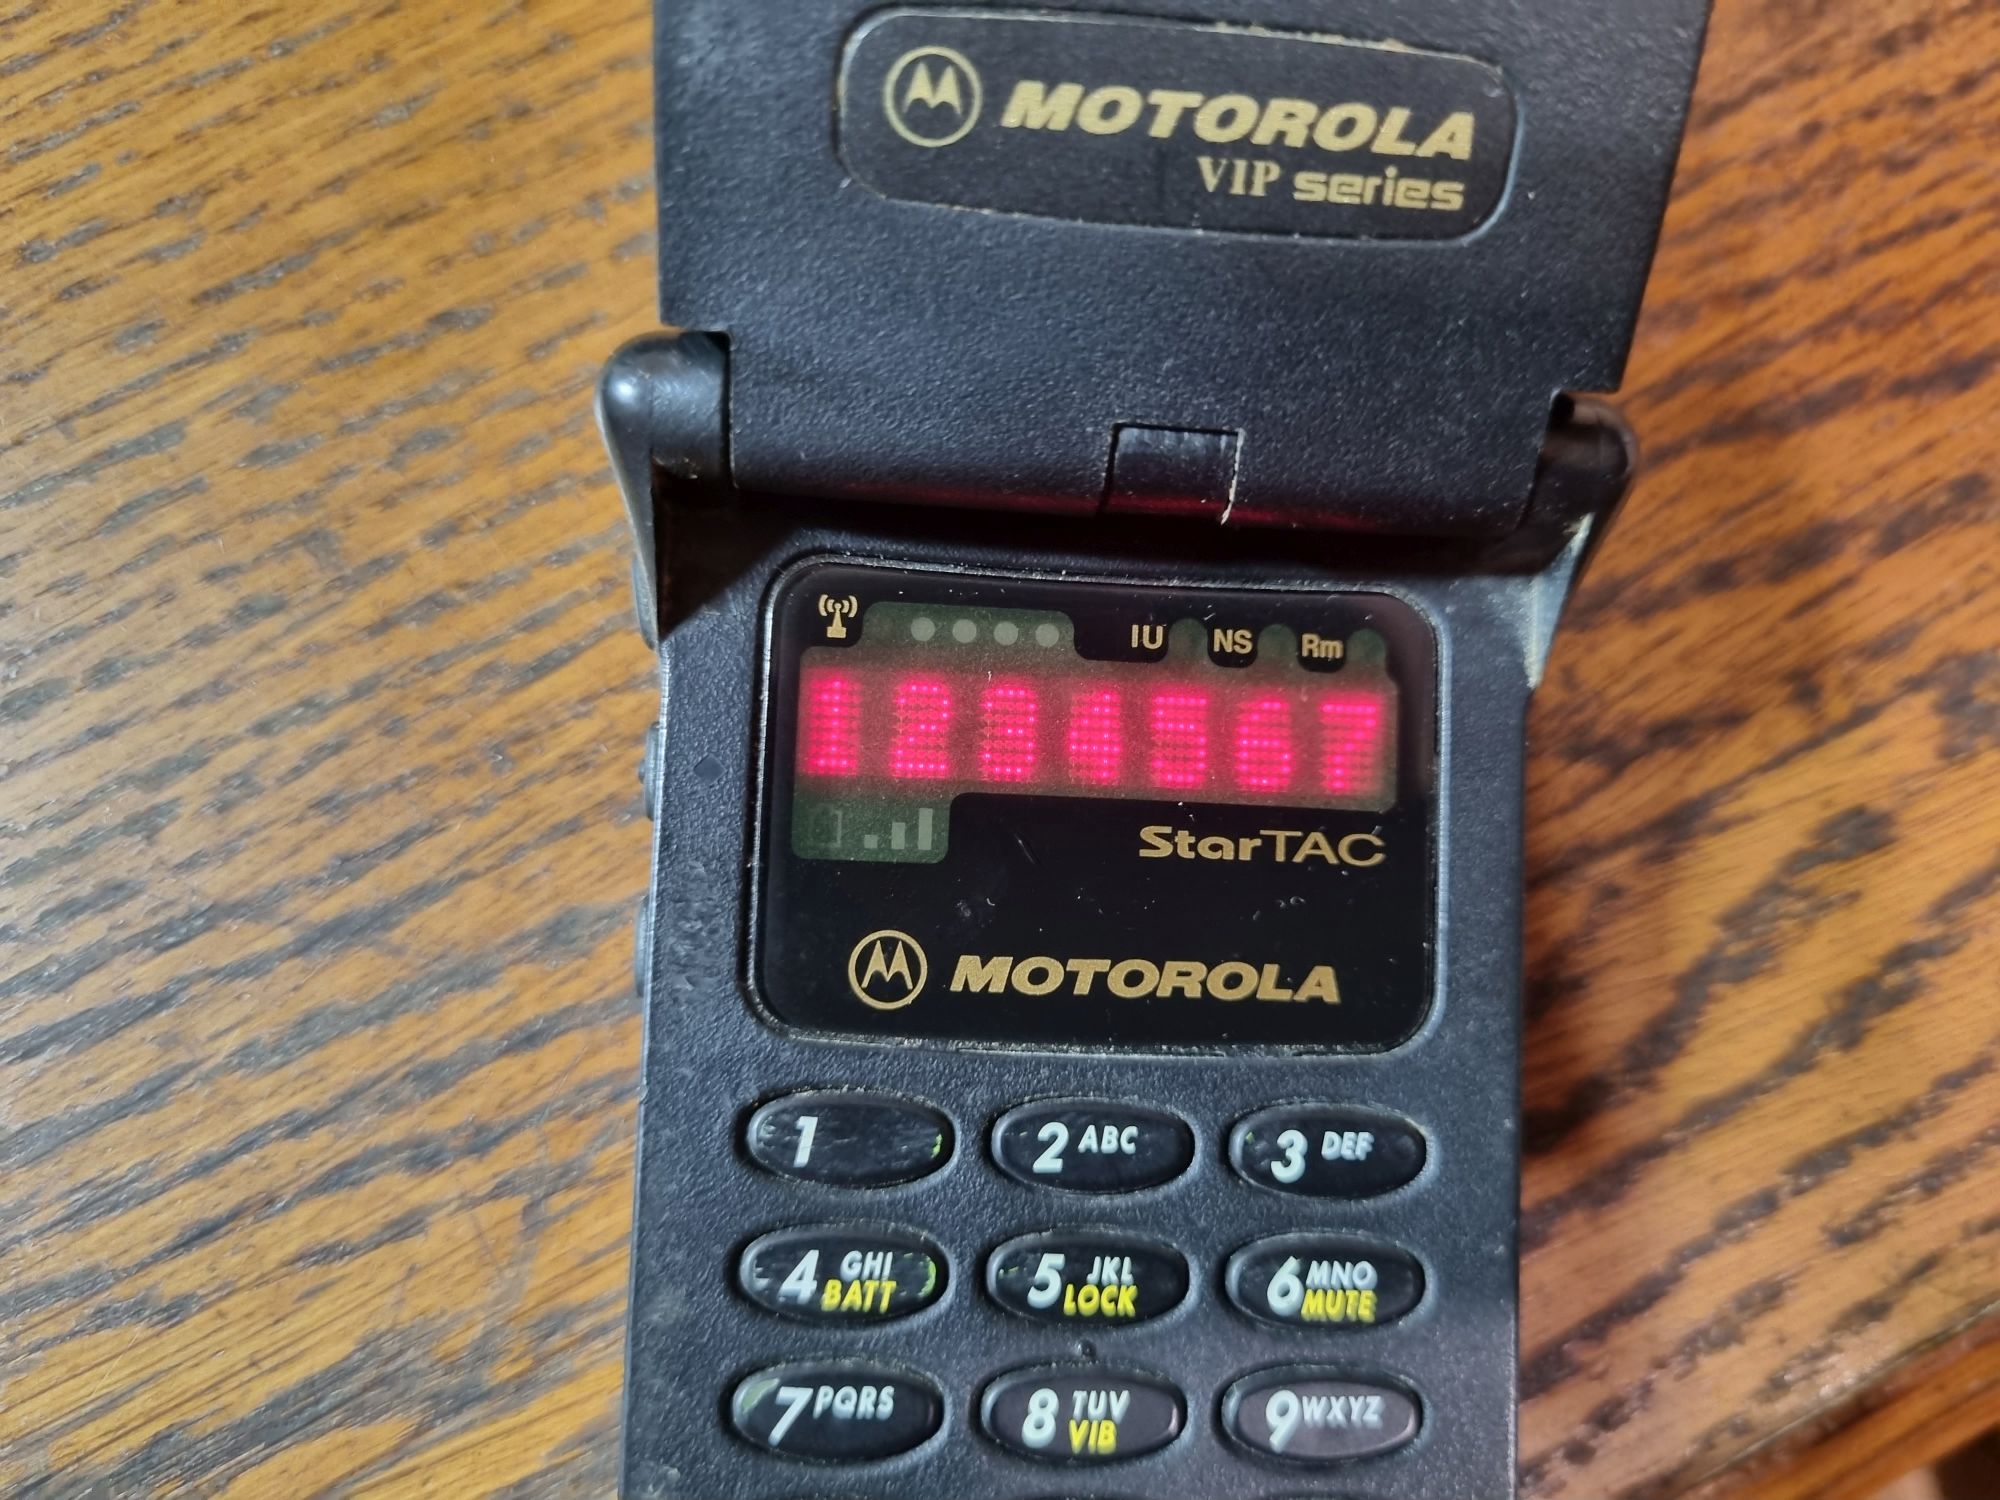 MOTOROLA
VIP series
IU NS Rm
1234567
StarTAC
MOTOROLA
1 2 ABC 3 DEF
4 GHI BATT 5 JKL LOCK 6 MNO MUTE
7 PQRS 8 TUV VIB 9 WXYZ